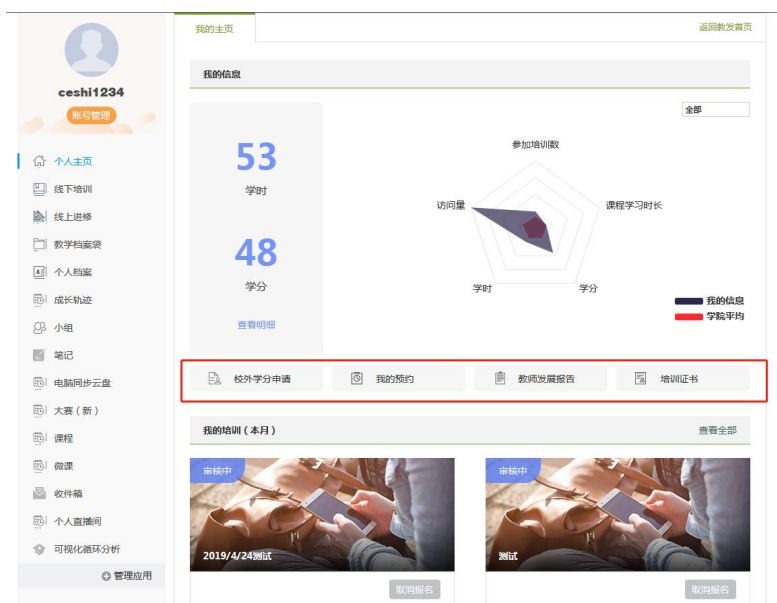 ceshi1234
账号管理
个人主页
线下培训
线上进修
教学档案袋
个人档案
成长轨迹
小组
笔记
电脑同步云盘
大赛（新）
课程
微课
收件箱
个人直播间
可视化循环分析
管理应用
我的主页
返回教发首页
我的信息
53
学时
48
学分
查看明细
全部
参加培训数
访问量
课程学习时长
学时
学分
我的信息
学院平均
校外学分申请
我的预约
教师发展报告
培训证书
我的培训（本月）
查看全部
审核中
2019/4/24测试
取消报名
审核中
测试
取消报名